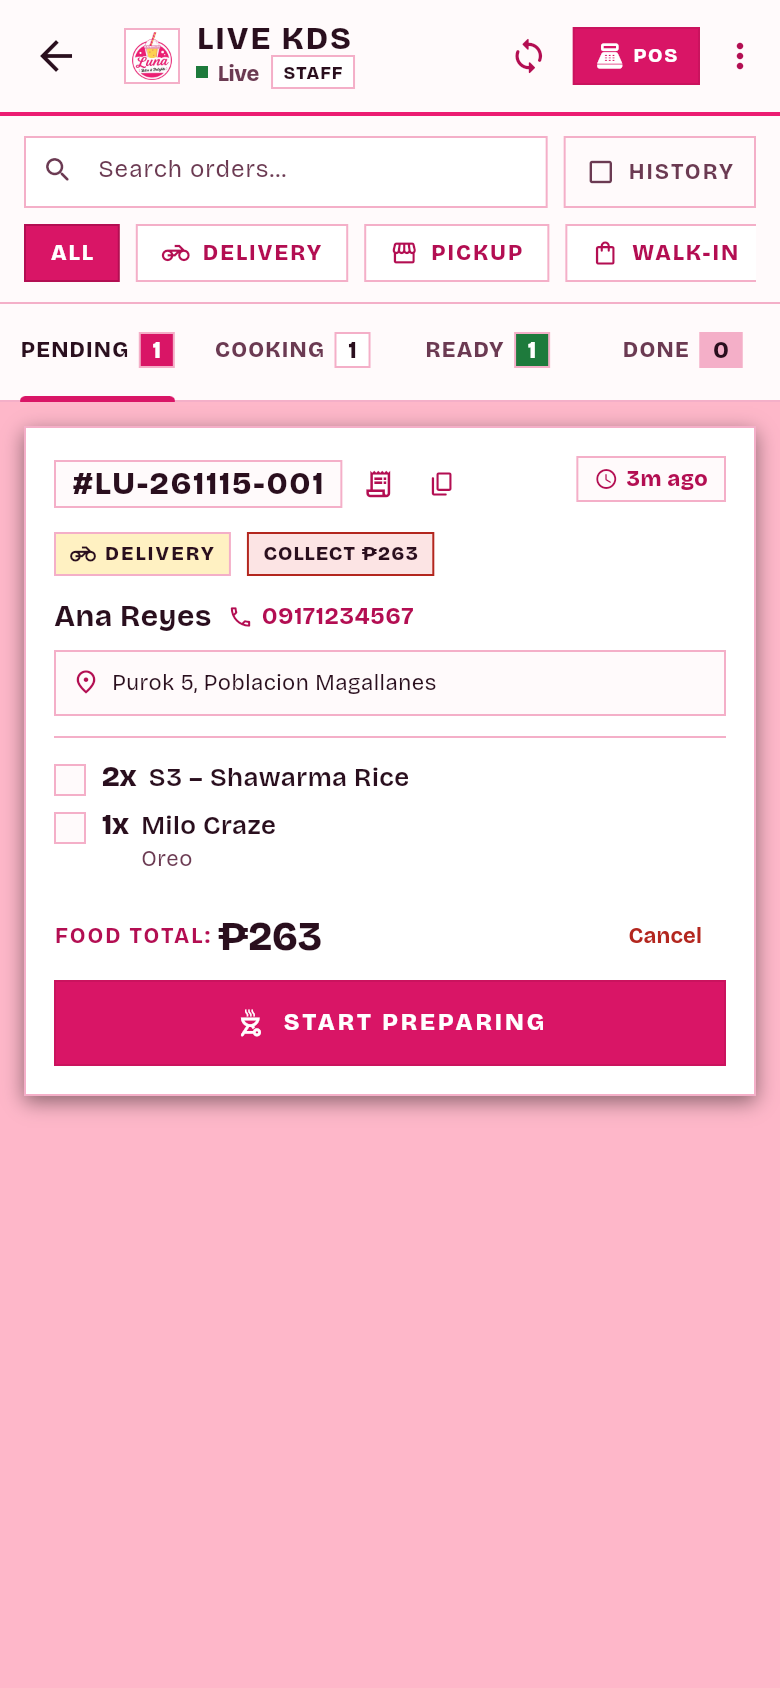 LIVE KDS
Luna
Live STAFF
POS
Search orders...
HISTORY
ALL DELIVERY PICKUP WALK-IN
PENDING 1 COOKING 1 READY 1 DONE 0
#LU-261115-001
3m ago
DELIVERY COLLECT ₱263
Ana Reyes 09171234567
Purok 5, Poblacion Magallanes
2x S3 – Shawarma Rice
1x Milo Craze
Oreo
FOOD TOTAL: ₱263 Cancel
START PREPARING